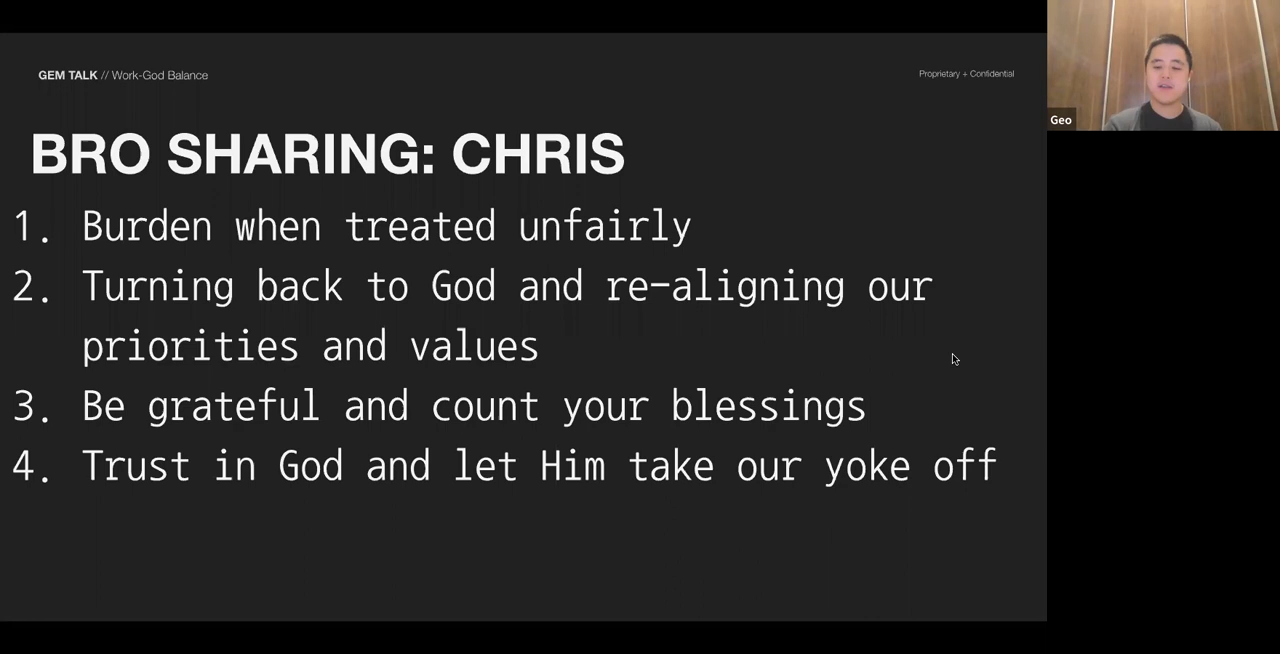 GEM TALK // Work-God Balance
Proprietary + Confidential
BRO SHARING: CHRIS
1. Burden when treated unfairly
2. Turning back to God and re-aligning our
priorities and values
3. Be grateful and count your blessings
4. Trust in God and let Him take our yoke off
Geo